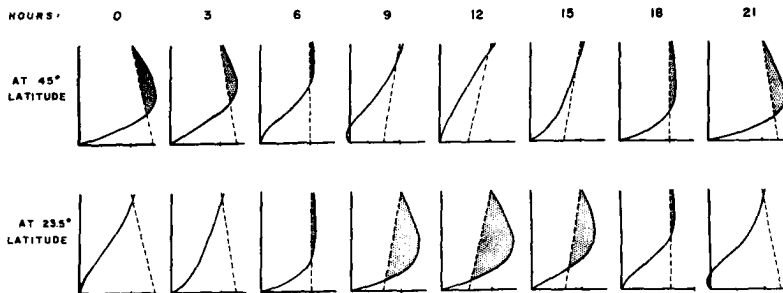 HOURS: 0 3 6 9 12 15 18 21
AT 45°
LATITUDE
AT 23.5°
LATITUDE